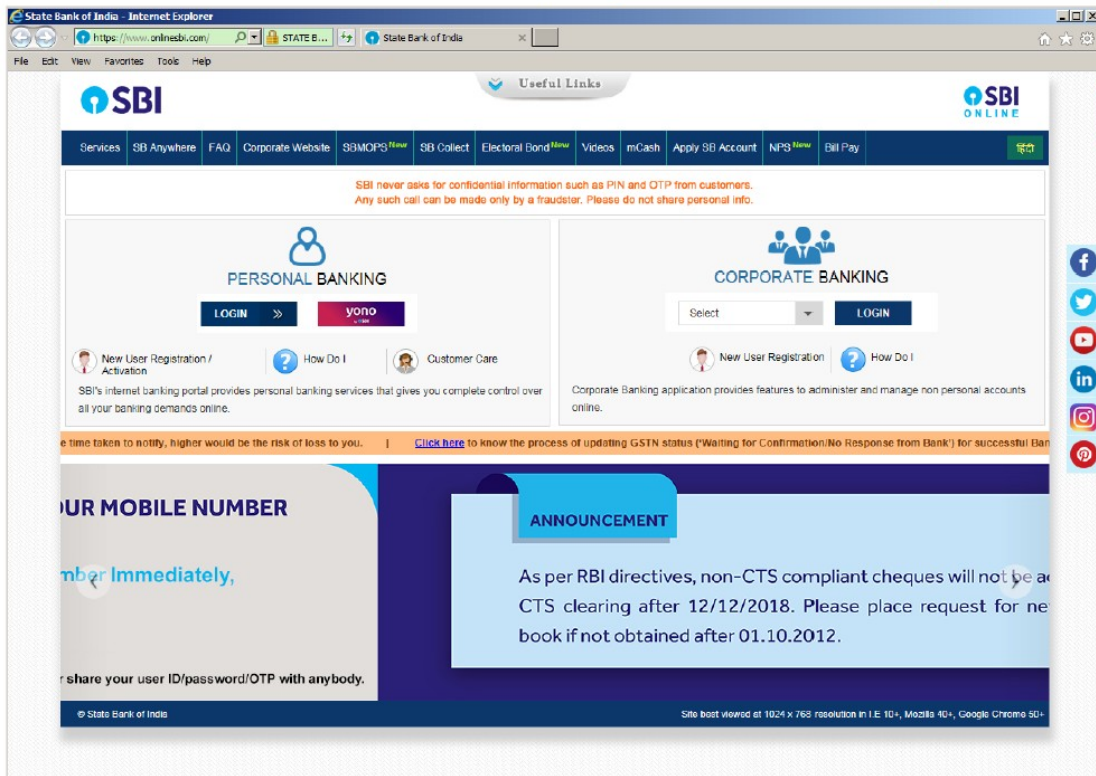 State Bank of India - Internet Explorer
https://www.onlinesbi.com/
STATE B...
State Bank of India
File Edit View Favorites Tools Help
Useful Links
SBI
SBI
ONLINE
Services SB Anywhere FAQ Corporate Website SBMOPS New SB Collect Electoral Bond New Videos mCash Apply SB Account NPS New Bill Pay हिंदी
SBI never asks for confidential information such as PIN and OTP from customers.
Any such call can be made only by a fraudster. Please do not share personal info.
PERSONAL BANKING
LOGIN »
yono
New User Registration /
Activation
How Do I
Customer Care
SBI's internet banking portal provides personal banking services that gives you complete control over
all your banking demands online.
CORPORATE BANKING
Select
LOGIN
New User Registration
How Do I
Corporate Banking application provides features to administer and manage non personal accounts
online.
e time taken to notify, higher would be the risk of loss to you. | Click here to know the process of updating GSTN status ('Waiting for Confirmation/No Response from Bank') for successful Ban
OUR MOBILE NUMBER
mber Immediately,
r share your user ID/password/OTP with anybody.
ANNOUNCEMENT
As per RBI directives, non-CTS compliant cheques will not be a
CTS clearing after 12/12/2018. Please place request for ne
book if not obtained after 01.10.2012.
© State Bank of India
Site best viewed at 1024 x 768 resolution in I.E 10+, Mozilla 40+, Google Chrome 50+